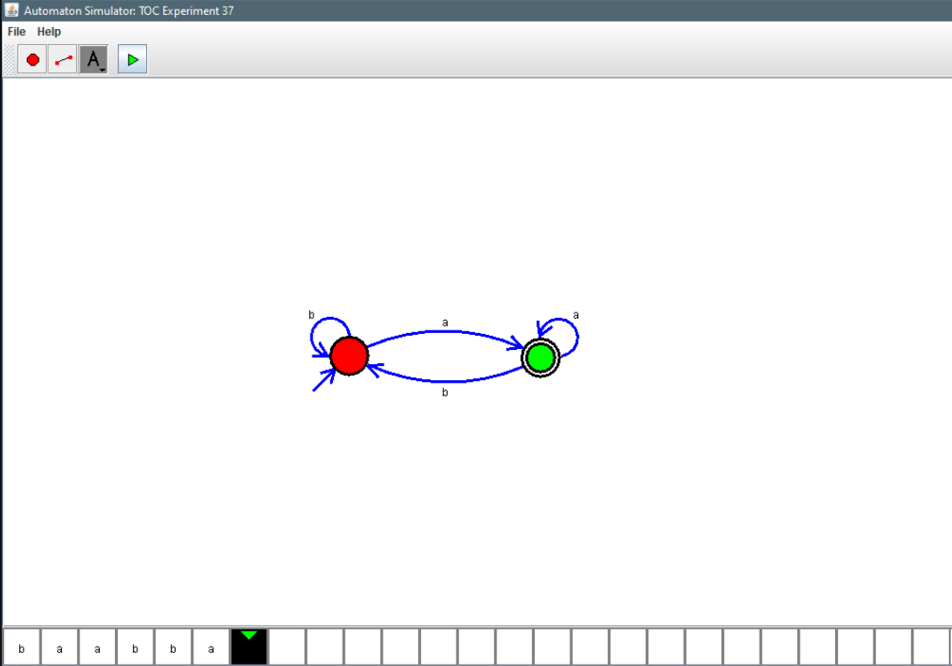 Automaton Simulator: TOC Experiment 37
File Help
A
b a a
b
b a a b b a